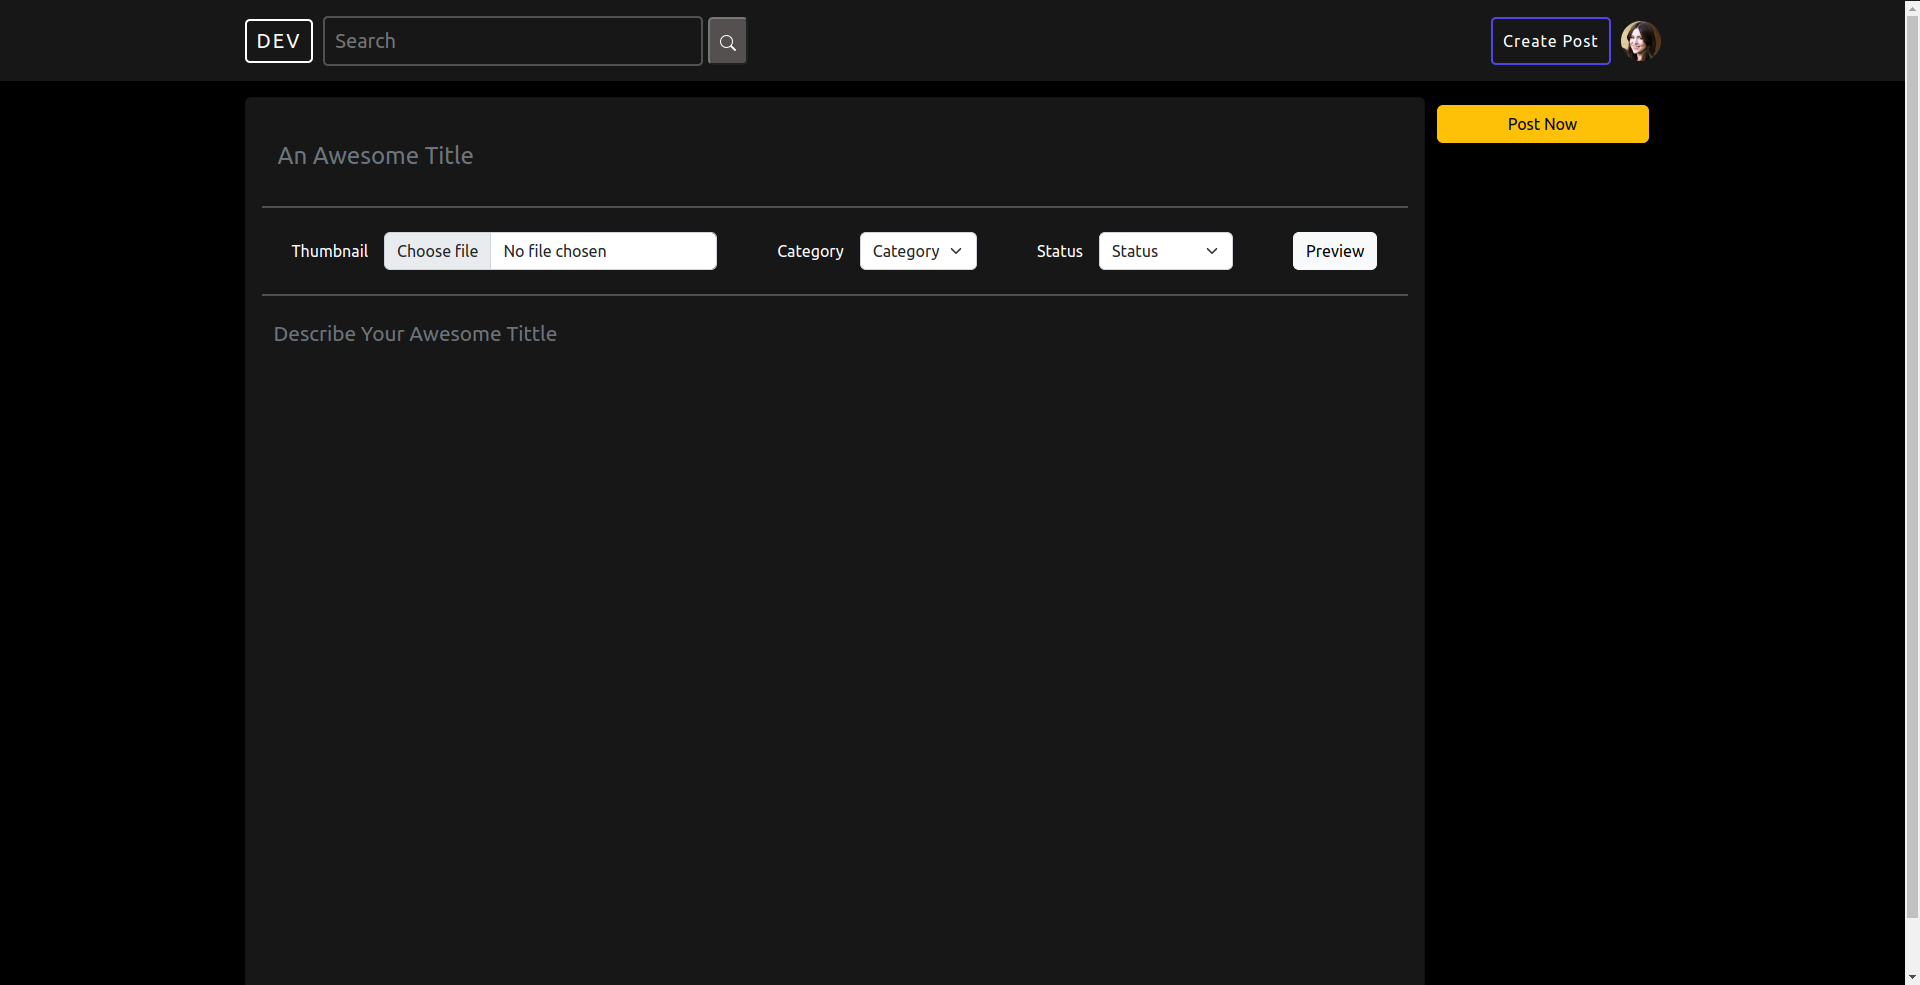 DEV Search Create Post
Post Now
An Awesome Title
Thumbnail Choose file No file chosen Category Category Status Status Preview
Describe Your Awesome Tittle